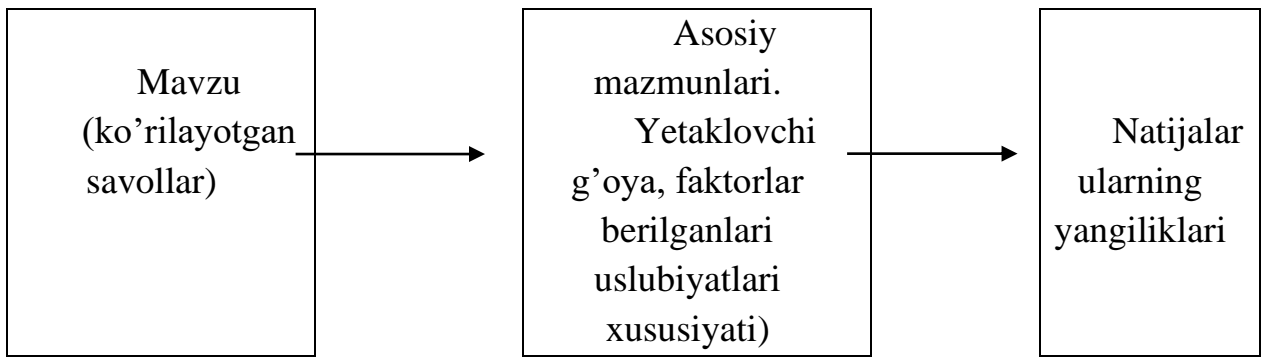 Mavzu
(ko’rilayotgan
savollar)
Asosiy
mazmunlari.
Yetaklovchi
g’oya, faktorlar
berilganlari
uslubiyatlari
xususiyati)
Natijalar
ularning
yangiliklari